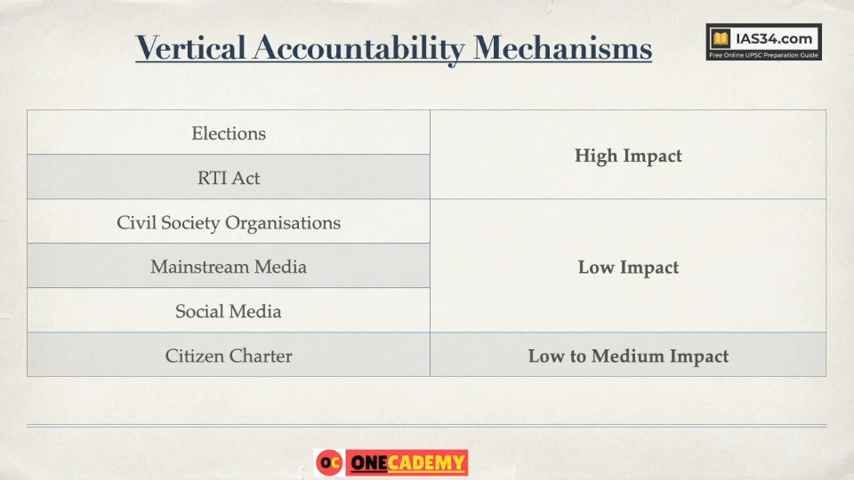 Vertical Accountability Mechanisms
IAS34.com
Free Online UPSC Preparation Guide
Elections
High Impact
RTI Act
Civil Society Organisations
Mainstream Media
Low Impact
Social Media
Citizen Charter
Low to Medium Impact
OC ONECADEMY